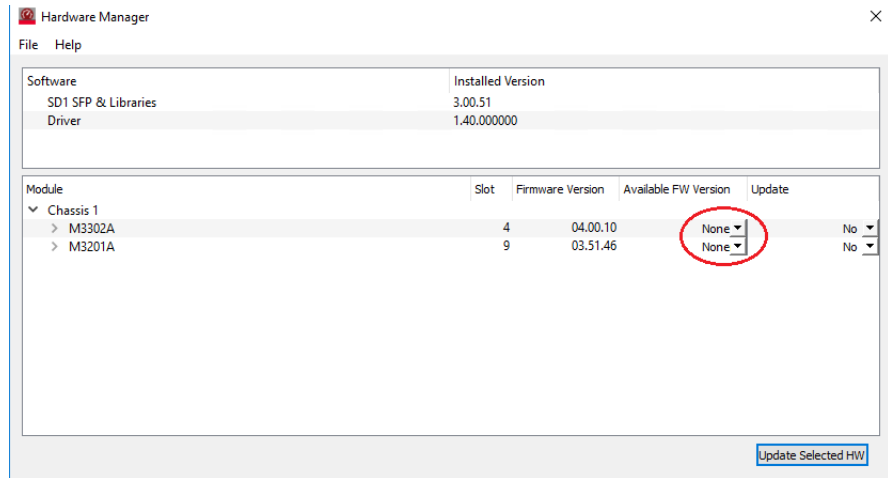 Hardware Manager
File Help
Software Installed Version
SD1 SFP & Libraries 3.00.51
Driver 1.40.000000
Module Slot Firmware Version Available FW Version Update
Chassis 1
M3302A 4 04.00.10 None No
M3201A 9 03.51.46 None No
Update Selected HW